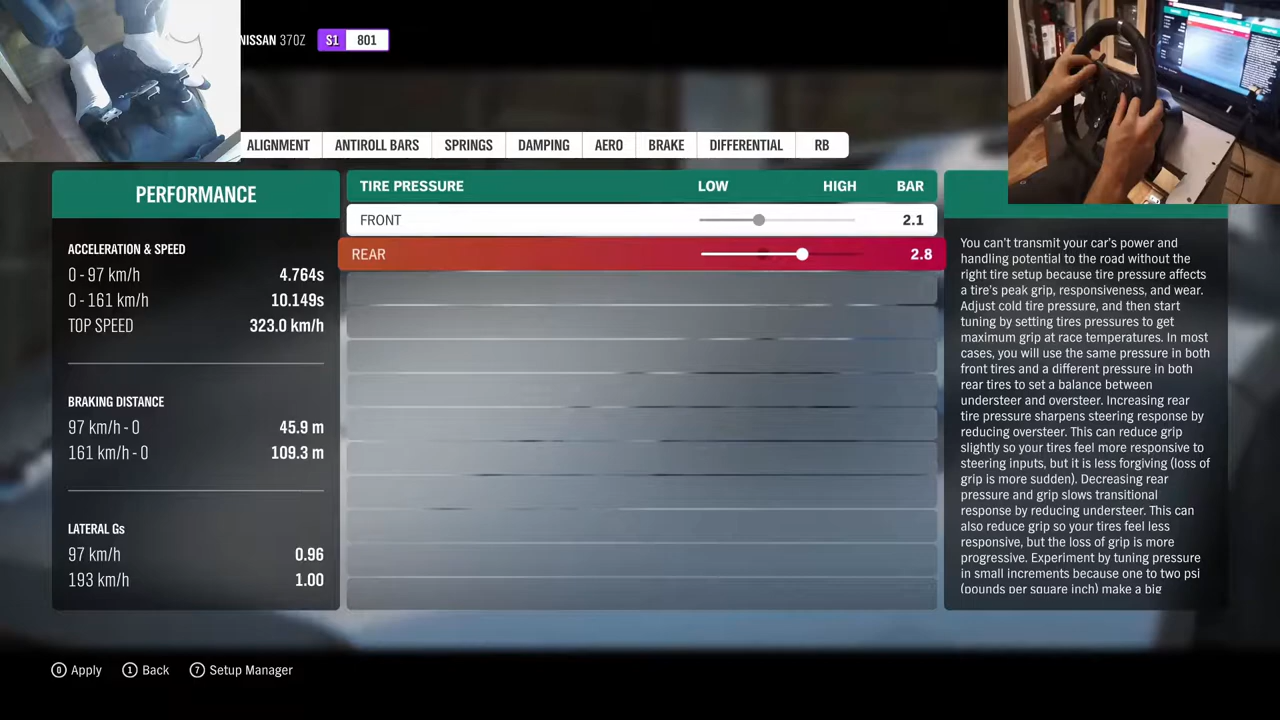 NISSAN 370Z S1 801
ALIGNMENT ANTIROLL BARS SPRINGS DAMPING AERO BRAKE DIFFERENTIAL RB
PERFORMANCE
ACCELERATION & SPEED
0 - 97 km/h 4.764s
0 - 161 km/h 10.149s
TOP SPEED 323.0 km/h
BRAKING DISTANCE
97 km/h - 0 45.9 m
161 km/h - 0 109.3 m
LATERAL Gs
97 km/h 0.96
193 km/h 1.00
TIRE PRESSURE LOW HIGH BAR
FRONT 2.1
REAR 2.8
You can't transmit your car's power and
handling potential to the road without the
right tire setup because tire pressure affects
a tire's peak grip, responsiveness, and wear.
Adjust cold tire pressure, and then start
tuning by setting tires pressures to get
maximum grip at race temperatures. In most
cases, you will use the same pressure in both
front tires and a different pressure in both
rear tires to set a balance between
understeer and oversteer. Increasing rear
tire pressure sharpens steering response by
reducing oversteer. This can reduce grip
slightly so your tires feel more responsive to
steering inputs, but it is less forgiving (loss of
grip is more sudden). Decreasing rear
pressure and grip slows transitional
response by reducing understeer. This can
also reduce grip so your tires feel less
responsive, but the loss of grip is more
progressive. Experiment by tuning pressure
in small increments because one to two psi
(pounds per square inch) make a big
0 Apply 1 Back 7 Setup Manager